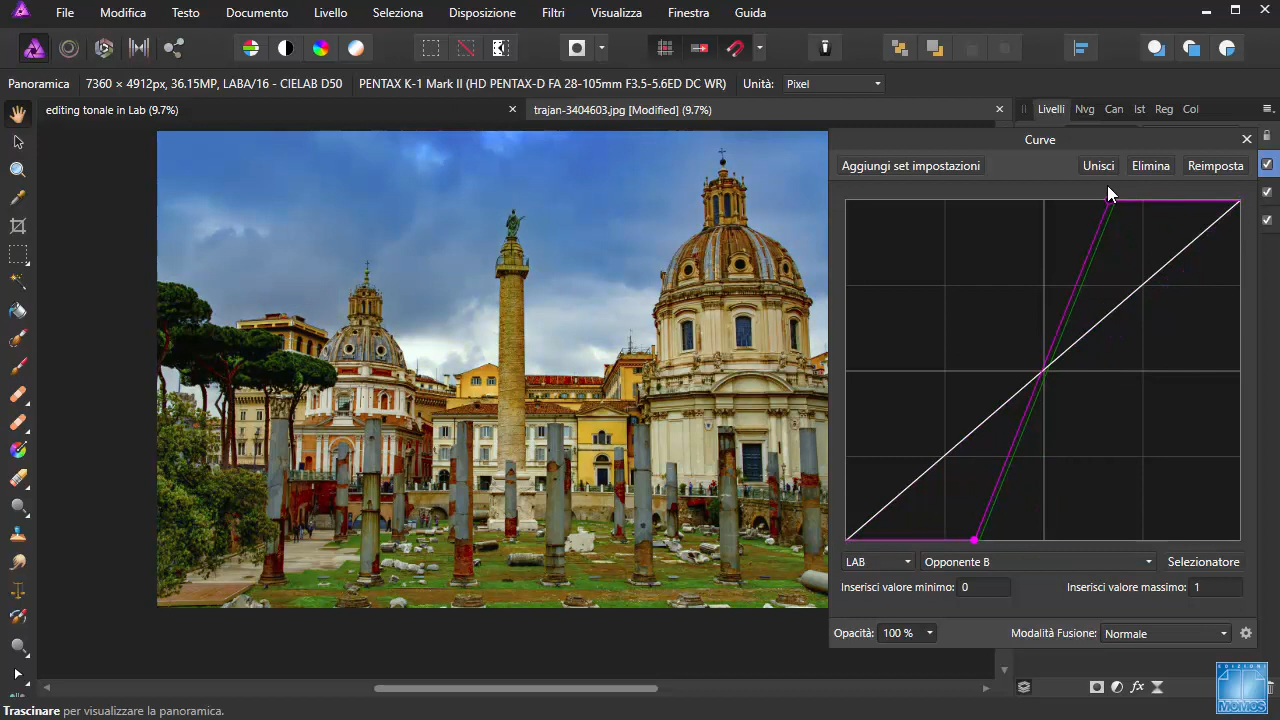 File Modifica Testo Documento Livello Seleziona Disposizione Filtri Visualizza Finestra Guida
Panoramica 7360 × 4912px, 36.15MP, LABA/16 - CIELAB D50 PENTAX K-1 Mark II (HD PENTAX-D FA 28-105mm F3.5-5.6ED DC WR) Unità: Pixel
editing tonale in Lab (9.7%) trajan-3404603.jpg [Modified] (9.7%) Livelli Nvg Can Ist Reg Col
Curve
Aggiungi set impostazioni Unisci Elimina Reimposta
LAB Opponente B Selezionatore
Inserisci valore minimo: 0 Inserisci valore massimo: 1
Opacità: 100 % Modalità Fusione: Normale
fx
EDIZIONI
MOMOS
Trascinare per visualizzare la panoramica.